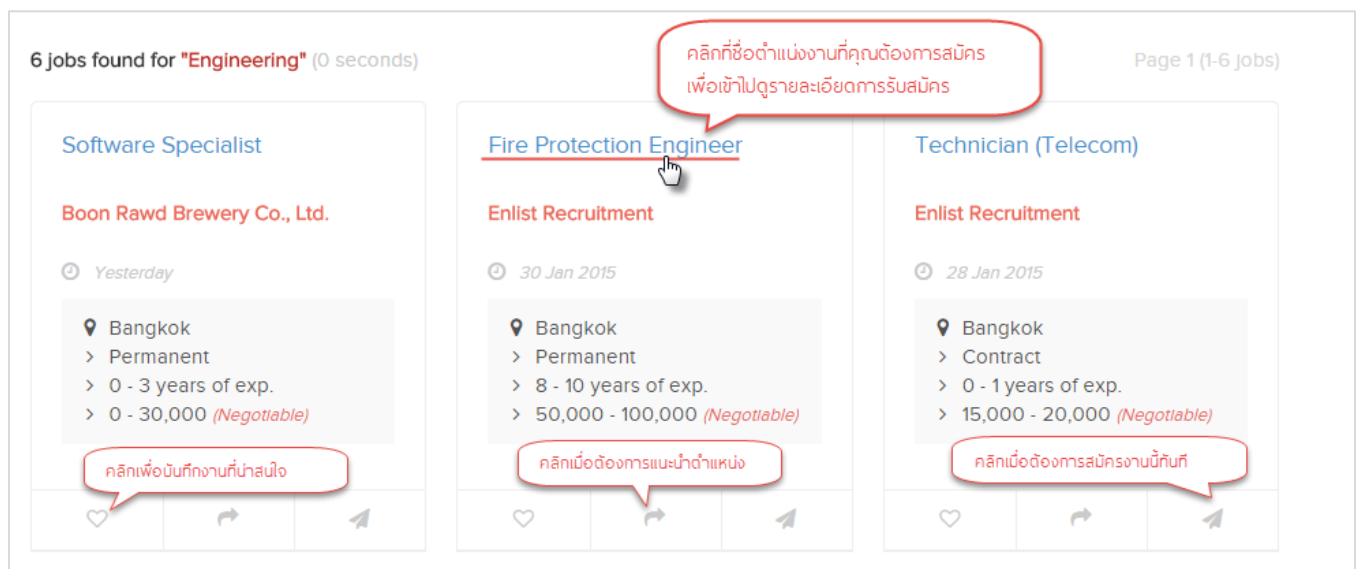 6 jobs found for "Engineering" (0 seconds)
คลิกที่ชื่อตำแหน่งงานที่คุณต้องการสมัคร
เพื่อเข้าไปดูรายละเอียดการรับสมัคร
Page 1 (1-6 jobs)
Software Specialist
Boon Rawd Brewery Co., Ltd.
Yesterday
Bangkok
> Permanent
> 0 - 3 years of exp.
> 0 - 30,000 (Negotiable)
คลิกเพื่อบันทึกงานที่น่าสนใจ
Fire Protection Engineer
Enlist Recruitment
30 Jan 2015
Bangkok
> Permanent
> 8 - 10 years of exp.
> 50,000 - 100,000 (Negotiable)
คลิกเมื่อต้องการแนะนำตำแหน่ง
Technician (Telecom)
Enlist Recruitment
28 Jan 2015
Bangkok
> Contract
> 0 - 1 years of exp.
> 15,000 - 20,000 (Negotiable)
คลิกเมื่อต้องการสมัครงานนี้ทันที